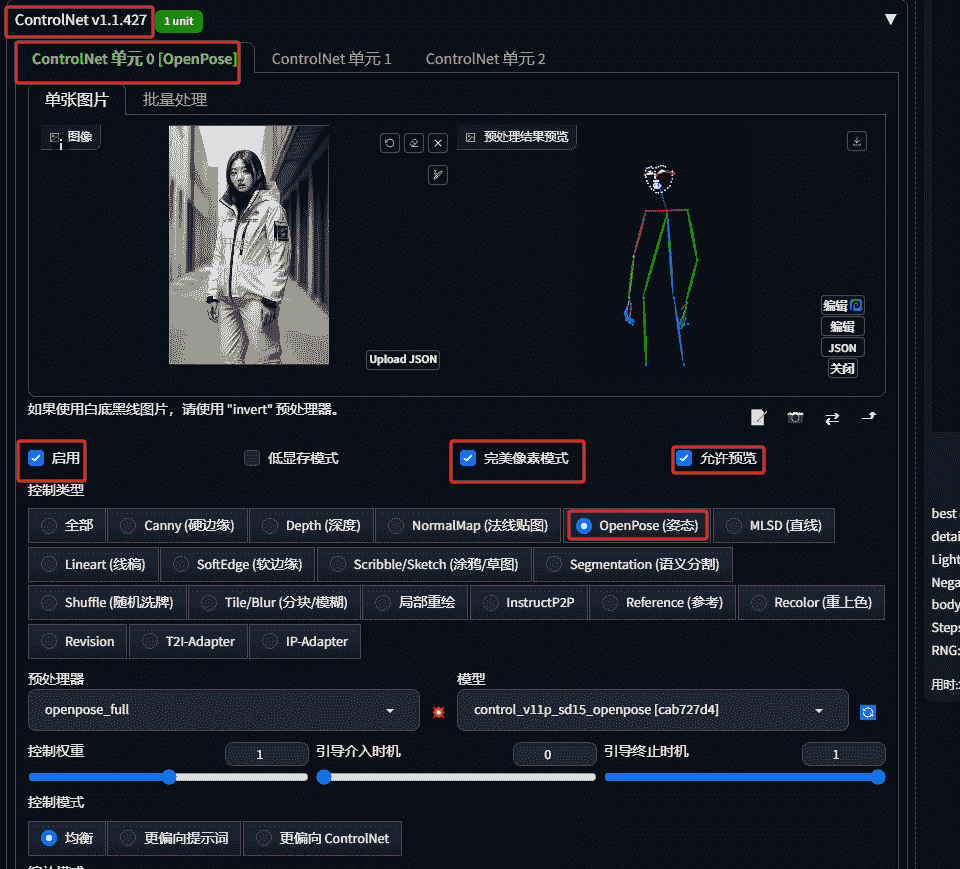 ControlNet v1.1.427 1 unit
ControlNet 单元 0 [OpenPose] ControlNet 单元 1 ControlNet 单元 2
单张图片 批量处理
图像 预处理结果预览
编辑
编辑
JSON
关闭
Upload JSON
如果使用白底黑线图片，请使用 "invert" 预处理器。
启用 低显存模式 完美像素模式 允许预览
控制类型
全部 Canny (硬边缘) Depth (深度) NormalMap (法线贴图) OpenPose (姿态) MLSD (直线)
Lineart (线稿) SoftEdge (软边缘) Scribble/Sketch (涂鸦/草图) Segmentation (语义分割)
Shuffle (随机洗牌) Tile/Blur (分块/模糊) 局部重绘 InstructP2P Reference (参考) Recolor (重上色)
Revision T2I-Adapter IP-Adapter
预处理器 模型
openpose_full control_v11p_sd15_openpose [cab727d4]
控制权重 1 引导介入时机 0 引导终止时机 1
控制模式
均衡 更偏向提示词 更偏向 ControlNet
best
detai
Light
Nega
body
Steps
RNG:
用时: